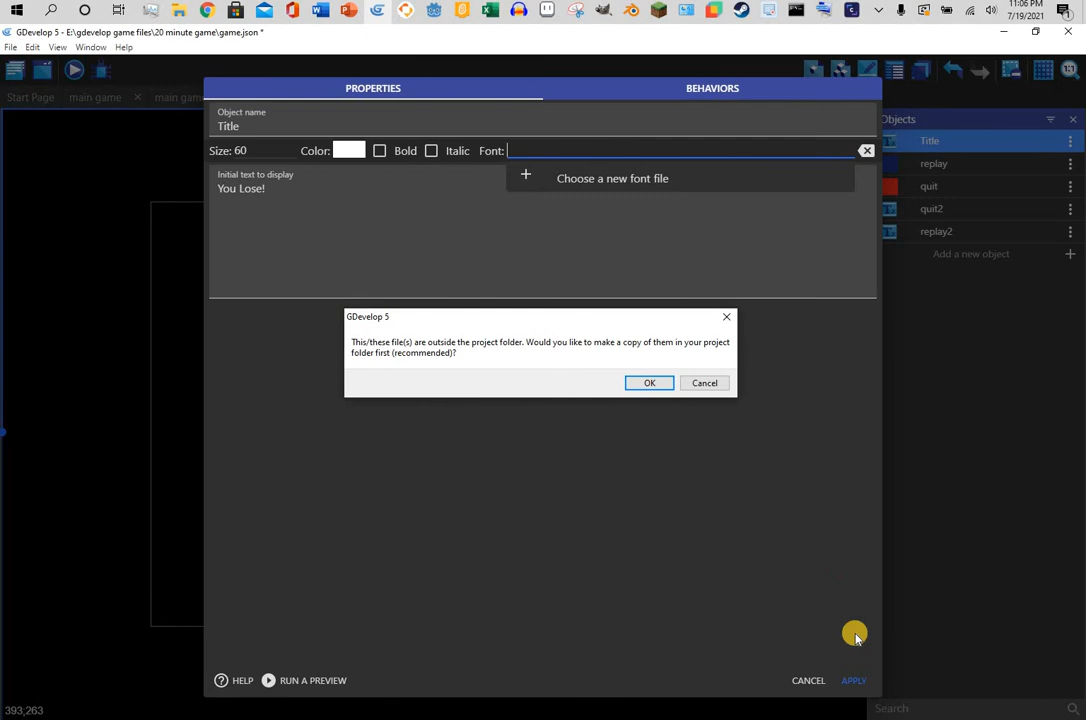 11:06 PM
7/19/2021
GDevelop 5 - E:\gdevelop game files\20 minute game\game.json *
File Edit View Window Help
1:1
Start Page main game × main gam
PROPERTIES BEHAVIORS
Object name
Title
Size: 60 Color: Bold Italic Font:
+ Choose a new font file
Initial text to display
You Lose!
Objects
Title
replay
quit
quit2
replay2
Add a new object +
GDevelop 5
This/these file(s) are outside the project folder. Would you like to make a copy of them in your project
folder first (recommended)?
OK Cancel
HELP RUN A PREVIEW CANCEL APPLY
393,263
Search